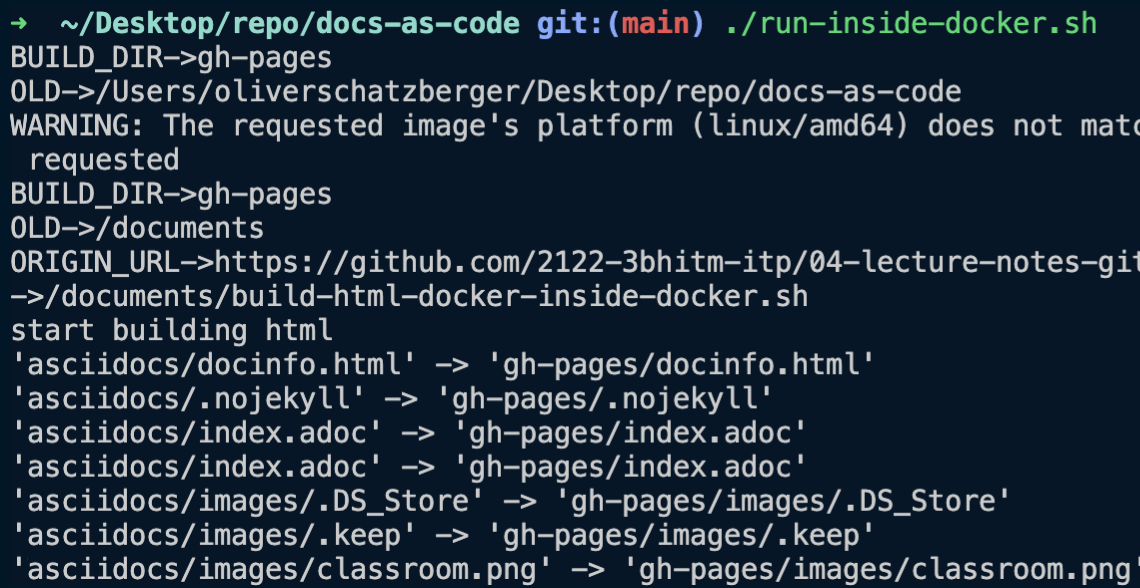 ➜  ~/Desktop/repo/docs-as-code git:(main) ./run-inside-docker.sh
BUILD_DIR->gh-pages
OLD->/Users/oliverschatzberger/Desktop/repo/docs-as-code
WARNING: The requested image's platform (linux/amd64) does not matc
 requested
BUILD_DIR->gh-pages
OLD->/documents
ORIGIN_URL->https://github.com/2122-3bhitm-itp/04-lecture-notes-git
->/documents/build-html-docker-inside-docker.sh
start building html
'asciidocs/docinfo.html' -> 'gh-pages/docinfo.html'
'asciidocs/.nojekyll' -> 'gh-pages/.nojekyll'
'asciidocs/index.adoc' -> 'gh-pages/index.adoc'
'asciidocs/index.adoc' -> 'gh-pages/index.adoc'
'asciidocs/images/.DS_Store' -> 'gh-pages/images/.DS_Store'
'asciidocs/images/.keep' -> 'gh-pages/images/.keep'
'asciidocs/images/classroom.png' -> 'gh-pages/images/classroom.png'